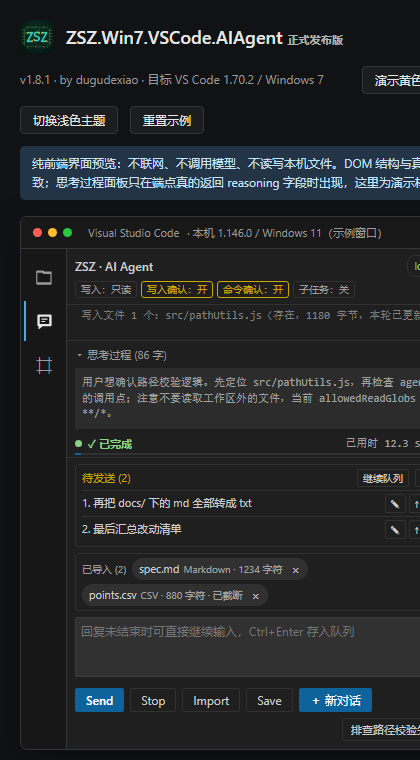 ZSZ ZSZ.Win7.VSCode.AIAgent 正式发布版
v1.8.1 · by dugudexiao · 目标 VS Code 1.70.2 / Windows 7 演示黄色
切换浅色主题 重置示例
纯前端界面预览：不联网、不调用模型、不读写本机文件。DOM 结构与真
致；思考过程面板只在端点真的返回 reasoning 字段时出现，这里为演示
Visual Studio Code · 本机 1.146.0 / Windows 11（示例窗口）
ZSZ · AI Agent
写入：只读 写入确认：开 命令确认：开 子任务：关
写入文件 1 个：src/pathUtils.js（存在，1180 字节，本轮已更新
思考过程 (86 字)
用户想确认路径校验逻辑。先定位 src/pathUtils.js，再检查 age
的调用点；注意不要读取工作区外的文件，当前 allowedReadGlobs
**/*。
✓ 已完成 已用时 12.3 s
待发送 (2) 继续队列
1. 再把 docs/ 下的 md 全部转成 txt
2. 最后汇总改动清单
已导入 (2) spec.md Markdown · 1234 字符 ×
points.csv CSV · 880 字符 · 已截断 ×
回复未结束时可直接继续输入，Ctrl+Enter 存入队列
Send Stop Import Save + 新对话
排查路径校验